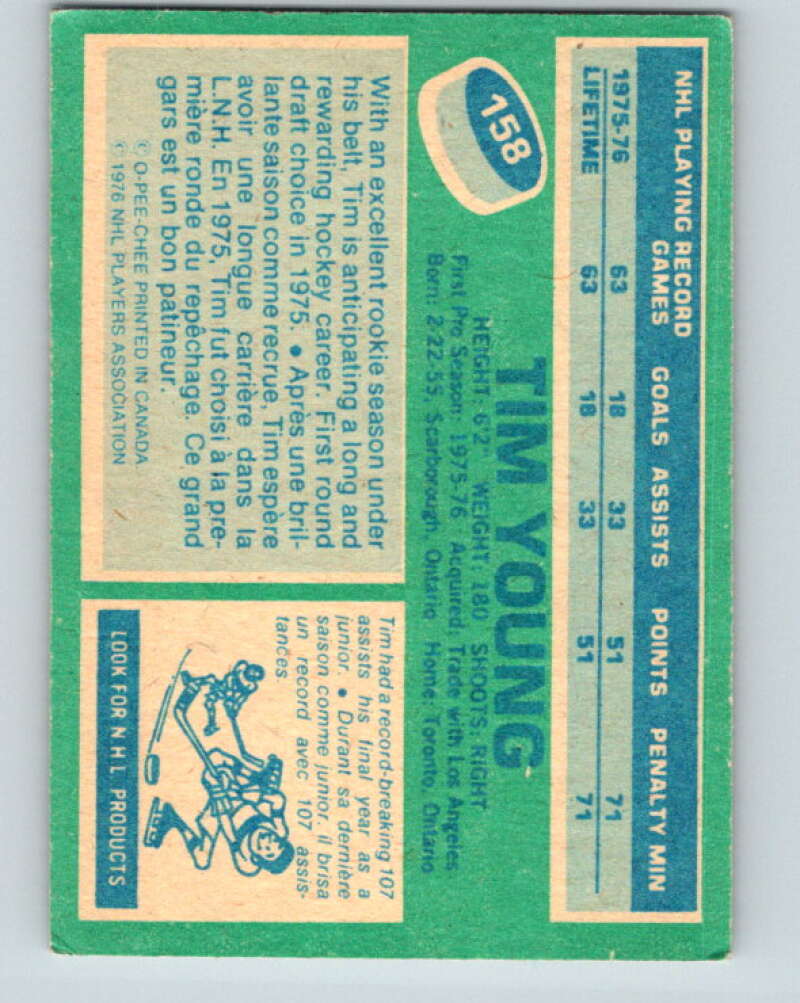 NHL PLAYING RECORD
GAMES GOALS ASSISTS POINTS PENALTY MIN
1975-76 63 18 33 51 71
LIFETIME 63 18 33 51 71
158
TIM YOUNG
HEIGHT: 6'2" WEIGHT: 180 SHOOTS: RIGHT
First Pro Season: 1975-76 Acquired: Trade with Los Angeles
Born: 2-22-55, Scarborough, Ontario Home: Toronto, Ontario
With an excellent rookie season under
his belt, Tim is anticipating a long and
rewarding hockey career. First round
draft choice in 1975. • Après une bril-
lante saison comme recrue, Tim espère
avoir une longue carrière dans la
L.N.H. En 1975, Tim fut choisi à la pre-
mière ronde du repêchage. Ce grand
gars est un bon patineur.
© O-PEE-CHEE PRINTED IN CANADA
© 1976 NHL PLAYERS ASSOCIATION
Tim had a record-breaking 107
assists his final year as a
junior. • Durant sa dernière
saison comme junior, il brisa
un record avec 107 assis-
tances.
LOOK FOR NHL PRODUCTS